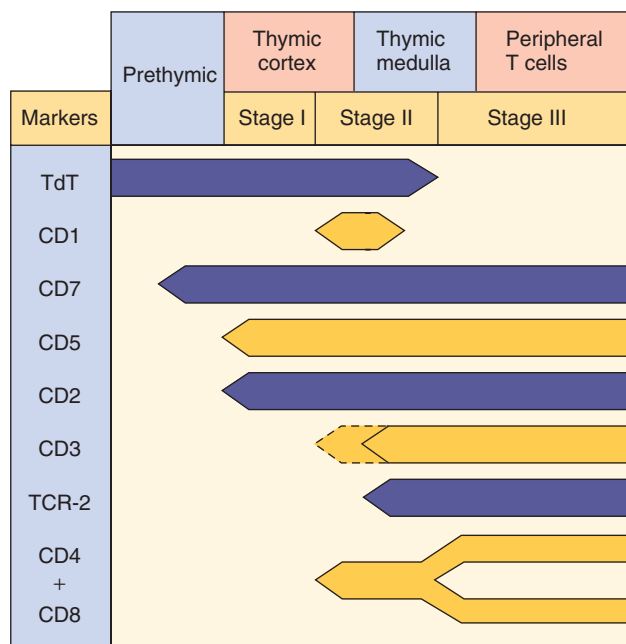 Prethymic
Thymic
cortex
Thymic
medulla
Peripheral
T cells
Markers
Stage I
Stage II
Stage III
TdT
CD1
CD7
CD5
CD2
CD3
TCR-2
CD4
+
CD8